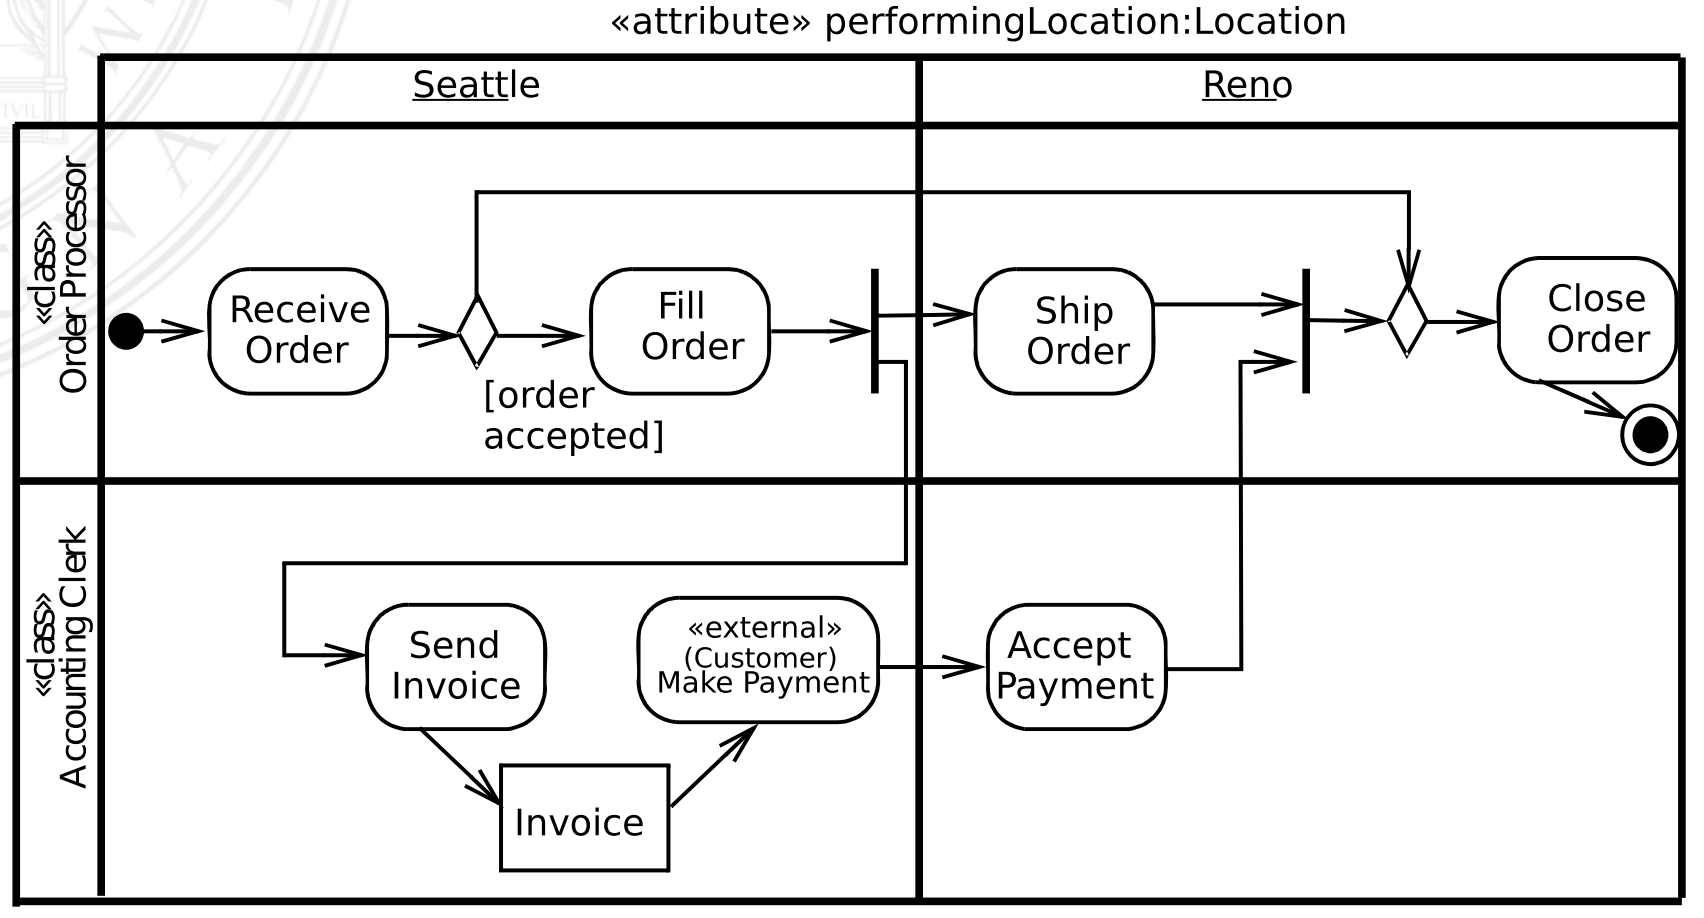 «attribute» performingLocation:Location
Seattle
Reno
«class»
Order Processor
Receive
Order
[order
accepted]
Fill
Order
Ship
Order
Close
Order
«class»
Accounting Clerk
Send
Invoice
«external»
(Customer)
Make Payment
Accept
Payment
Invoice